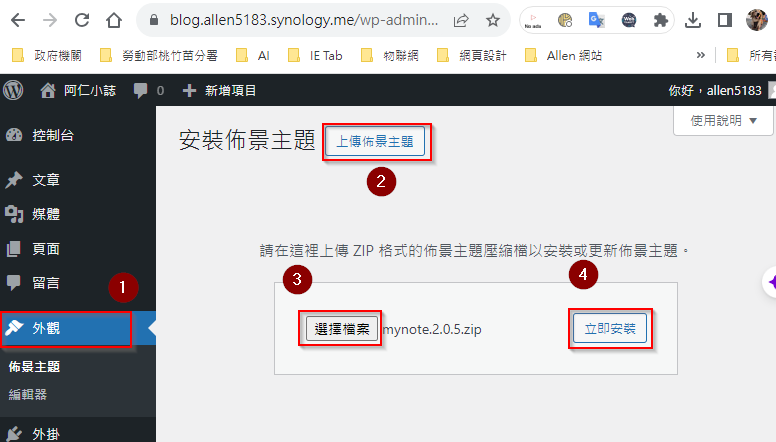 blog.allen5183.synology.me/wp-admin...
No ads
政府機關 勞動部桃竹苗分署 AI IE Tab 物聯網 網頁設計 Allen 網站 » 所有
阿仁小誌 0 + 新增項目 你好，allen5183
控制台
文章
媒體
頁面
留言
1
外觀
佈景主題
編輯器
外掛
使用說明
安裝佈景主題 上傳佈景主題
2
請在這裡上傳 ZIP 格式的佈景主題壓縮檔以安裝或更新佈景主題。
3 4
選擇檔案 mynote.2.0.5.zip 立即安裝